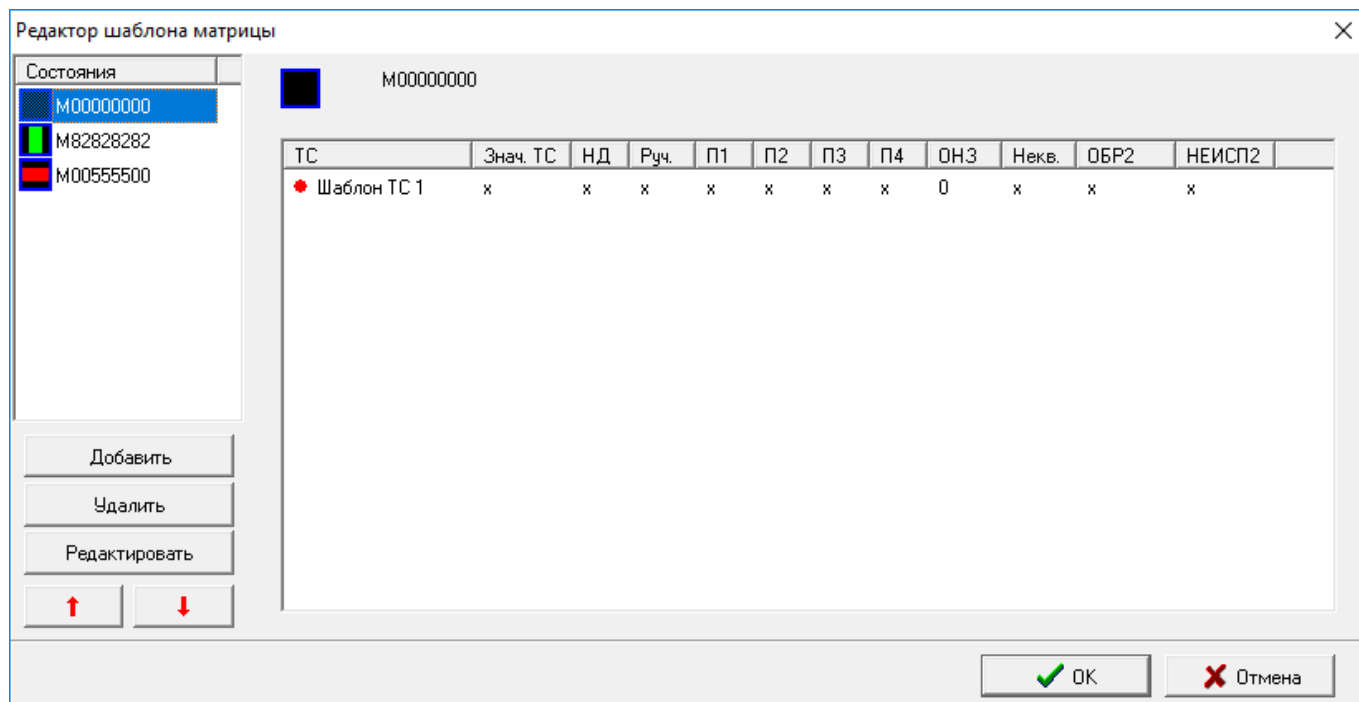 Редактор шаблона матрицы
Состояния
M00000000
M82828282
M00555500
Добавить
Удалить
Редактировать
M00000000
ТС Знач. ТС НД Руч. П1 П2 П3 П4 ОНЗ Некв. ОБР2 НЕИСП2
Шаблон ТС 1 x x x x x x x 0 x x x
OK Отмена